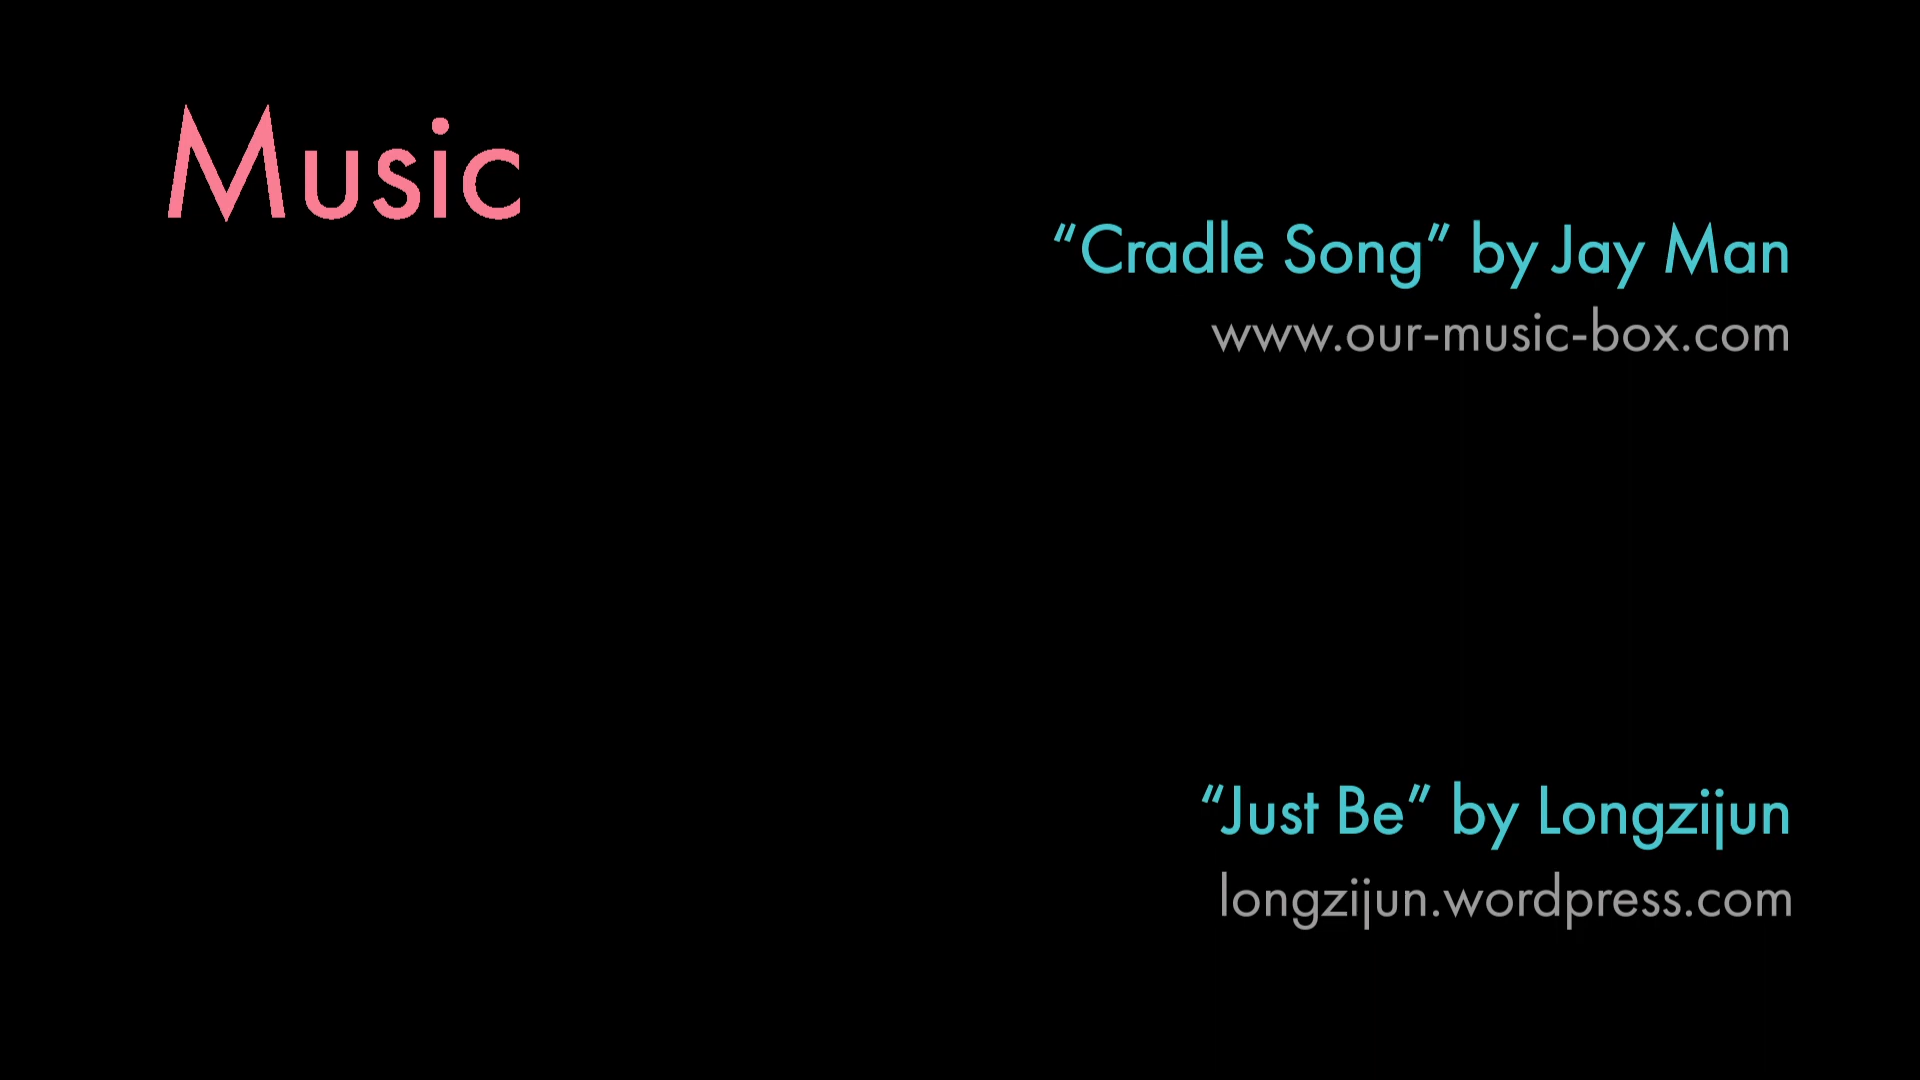 Music
“Cradle Song” by Jay Man
www.our-music-box.com
“Just Be” by Longzijun
longzijun.wordpress.com